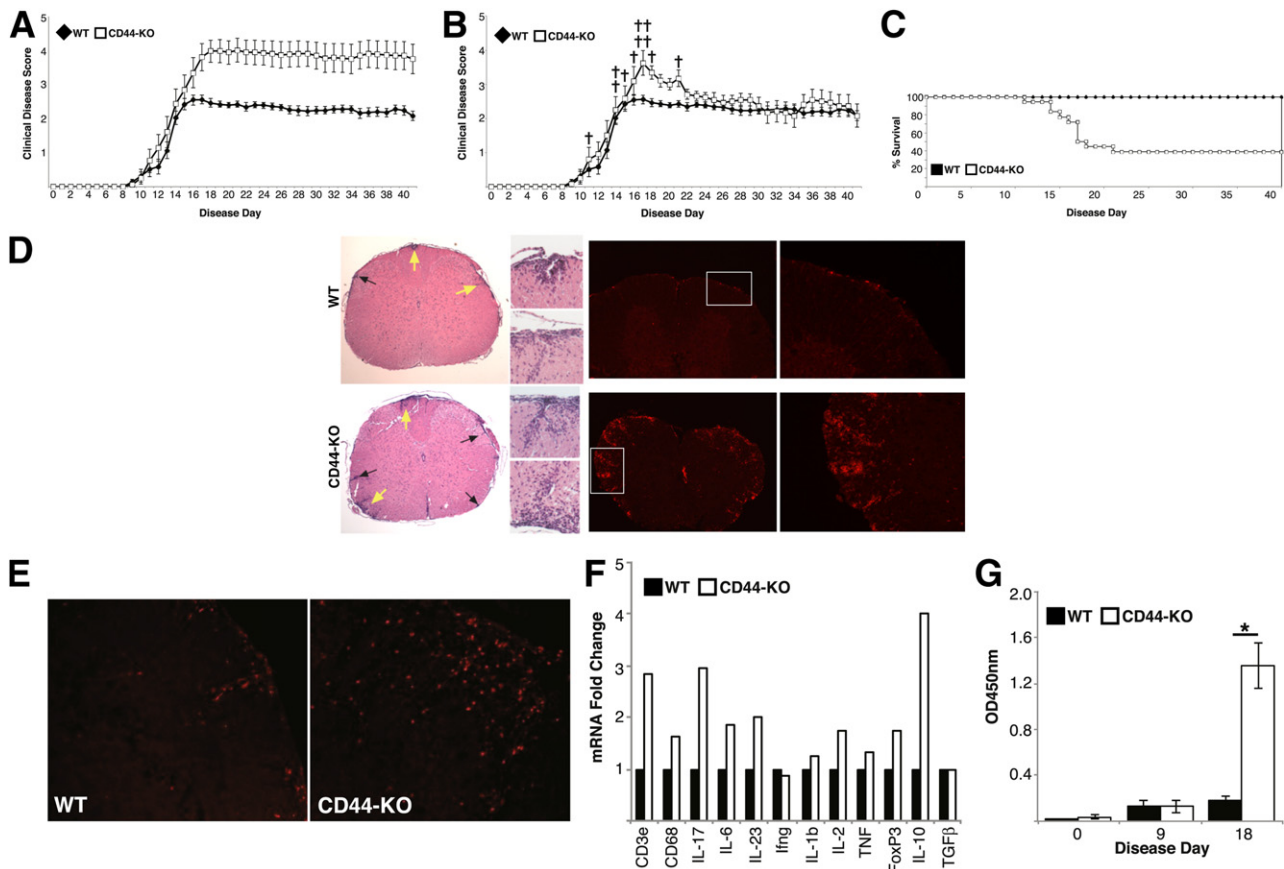 A
WT CD44-KO
Clinical Disease Score
5
4
3
2
1
0 2 4 6 8 10 12 14 16 18 20 22 24 26 28 30 32 34 36 38 40
Disease Day
B
WT CD44-KO
Clinical Disease Score
5
4
3
2
1
† † † † † † † † † † †
0 2 4 6 8 10 12 14 16 18 20 22 24 26 28 30 32 34 36 38 40
Disease Day
C
% Survival
100
80
60
40
20
0
WT CD44-KO
0 5 10 15 20 25 30 35 40
Disease Day
D
WT
CD44-KO
E
WT
CD44-KO
F
WT CD44-KO
mRNA Fold Change
5
4
3
2
1
CD3e CD68 IL-17 IL-6 IL-23 Ifng IL-1b IL-2 TNF FoxP3 IL-10 TGFβ
G
WT CD44-KO
OD450nm
2.0
1.6
1.2
0.8
0.4
*
0 9 18
Disease Day